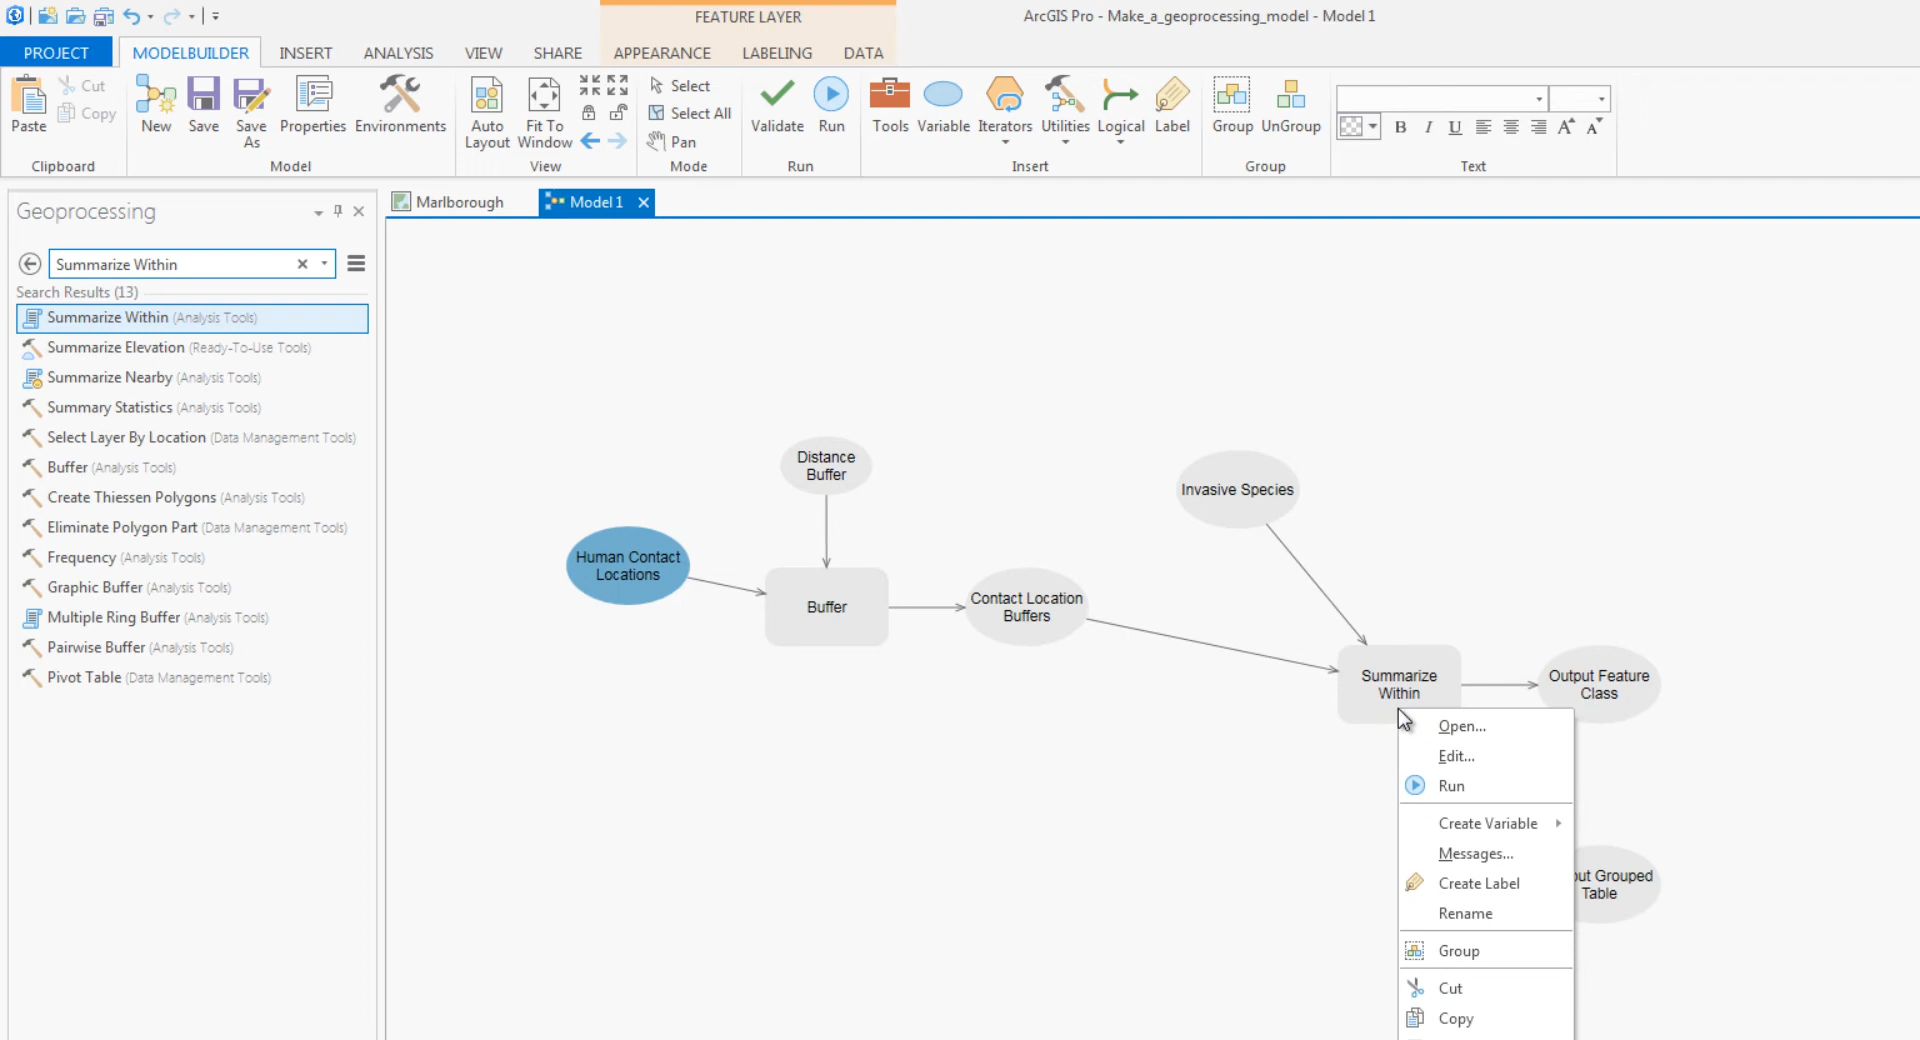 FEATURE LAYER
ArcGIS Pro - Make_a_geoprocessing_model - Model1
PROJECT
MODELBUILDER
INSERT
ANALYSIS
VIEW
SHARE
APPEARANCE
LABELING
DATA
Paste
Cut
Copy
Clipboard
New
Save
Save As
Properties
Environments
Model
Auto Layout
Fit To Window
View
Select
Select All
Pan
Mode
Validate
Run
Run
Tools
Variable
Iterators
Utilities
Logical
Label
Insert
Group
UnGroup
Group
B I U A A
Text
Geoprocessing
Marlborough
Model1
Summarize Within
Search Results (13)
Summarize Within (Analysis Tools)
Summarize Elevation (Ready-To-Use Tools)
Summarize Nearby (Analysis Tools)
Summary Statistics (Analysis Tools)
Select Layer By Location (Data Management Tools)
Buffer (Analysis Tools)
Create Thiessen Polygons (Analysis Tools)
Eliminate Polygon Part (Data Management Tools)
Frequency (Analysis Tools)
Graphic Buffer (Analysis Tools)
Multiple Ring Buffer (Analysis Tools)
Pairwise Buffer (Analysis Tools)
Pivot Table (Data Management Tools)
Distance
Buffer
Human Contact
Locations
Buffer
Contact Location
Buffers
Invasive Species
Summarize
Within
Output Feature
Class
Open...
Edit...
Run
Create Variable
Messages...
Create Label
Rename
Group
Cut
Copy
put Grouped
Table